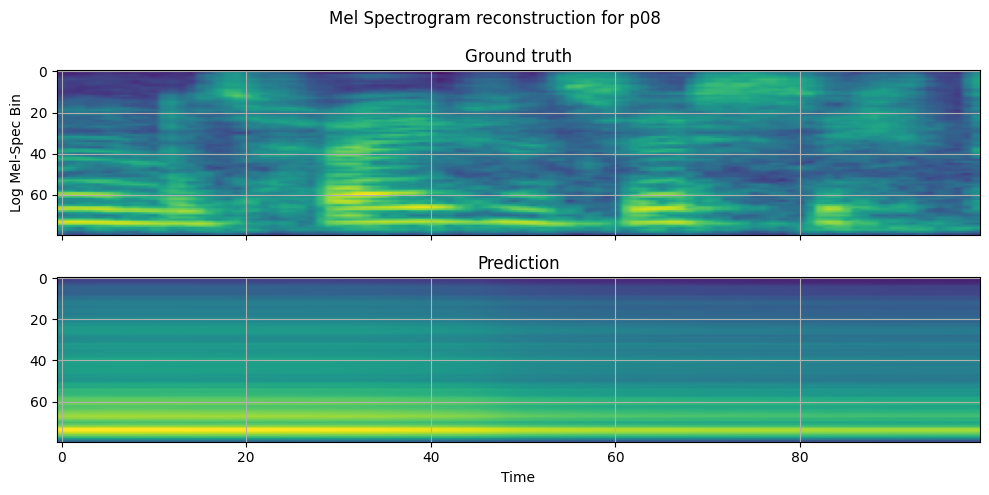 Mel Spectrogram reconstruction for p08
Ground truth
0
20
40
60
Log Mel-Spec Bin
Prediction
0
20
40
60
0 20 40 60 80
Time